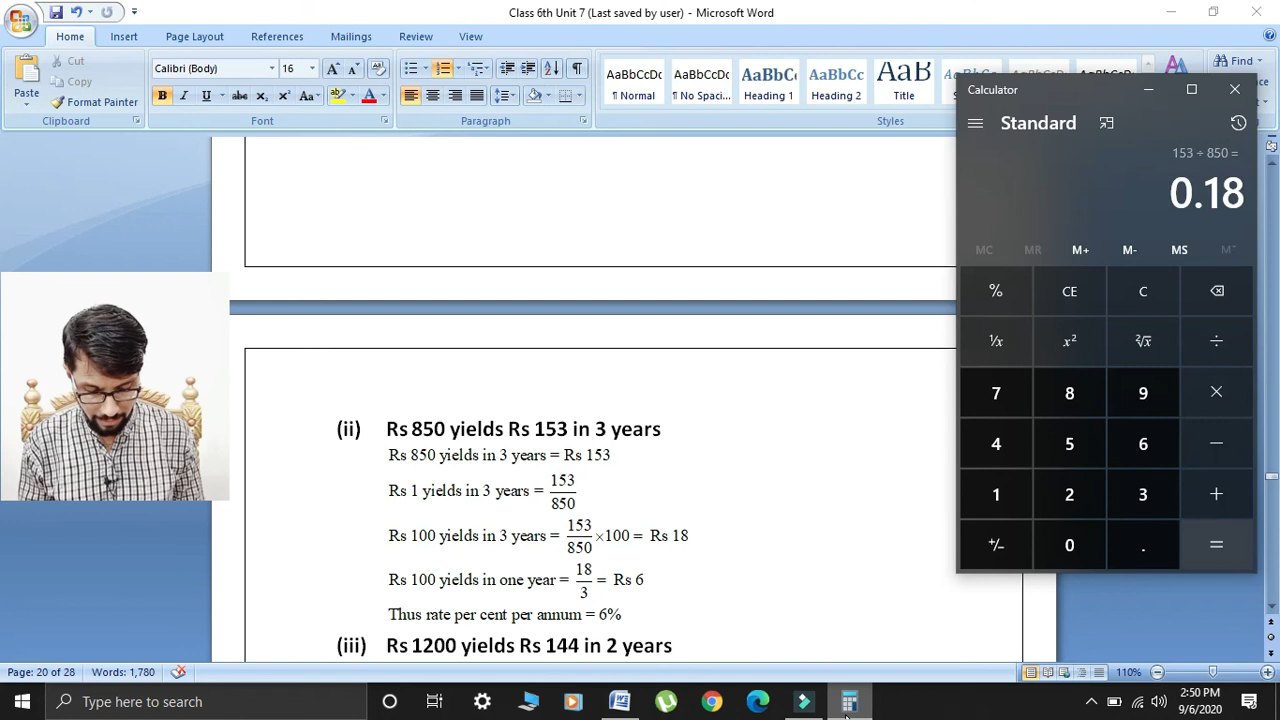 Class 6th Unit 7 (Last saved by user) - Microsoft Word
Home Insert Page Layout References Mailings Review View
Paste
Cut
Copy
Format Painter
Clipboard
Calibri (Body) 16
B I U abc x₂ x² Aa
Font
Paragraph
AaBbCcDc AaBbCcDc AaBbCc AaBbCc AaB
¶ Normal ¶ No Spaci... Heading 1 Heading 2 Title
Styles
Find
Calculator
Standard
153 ÷ 850 =
0.18
MC MR M+ M- MS M˅
% CE C
¹/x x² ²√x ÷
7 8 9 ×
4 5 6 −
1 2 3 +
+/- 0 . =
(ii) Rs 850 yields Rs 153 in 3 years
Rs 850 yields in 3 years = Rs 153
Rs 1 yields in 3 years = 153/850
Rs 100 yields in 3 years = 153/850 ×100 = Rs 18
Rs 100 yields in one year = 18/3 = Rs 6
Thus rate per cent per annum = 6%
(iii) Rs 1200 yields Rs 144 in 2 years
Page: 20 of 28 Words: 1,780 110%
Type here to search
2:50 PM
9/6/2020